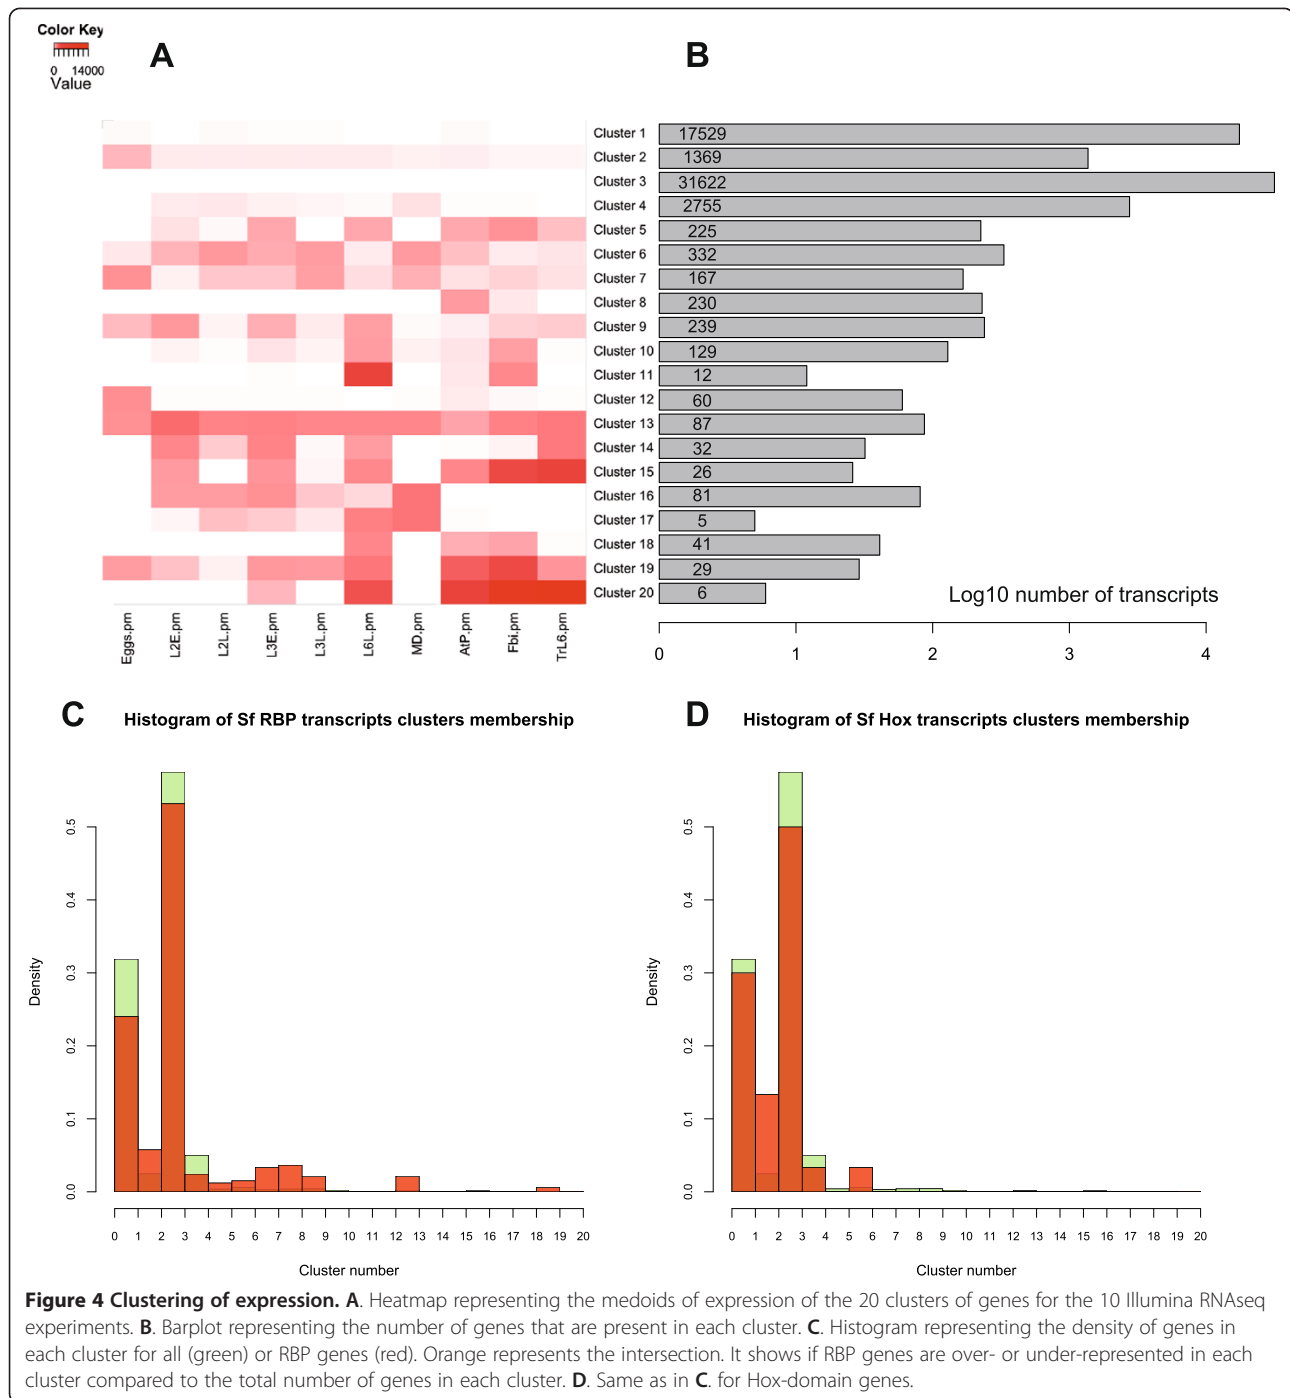 Color Key
0 14000
Value
A
B
Cluster 1
Cluster 2
Cluster 3
Cluster 4
Cluster 5
Cluster 6
Cluster 7
Cluster 8
Cluster 9
Cluster 10
Cluster 11
Cluster 12
Cluster 13
Cluster 14
Cluster 15
Cluster 16
Cluster 17
Cluster 18
Cluster 19
Cluster 20
17529
1369
31622
2755
225
332
167
230
239
129
12
60
87
32
26
81
5
41
29
6
Log10 number of transcripts
0 1 2 3 4
Eggs.pm
L2E.pm
L2L.pm
L3E.pm
L3L.pm
L6L.pm
MD.pm
AtP.pm
Fbi.pm
TrL6.pm
C
Histogram of Sf RBP transcripts clusters membership
Density
0.0 0.1 0.2 0.3 0.4 0.5
0 1 2 3 4 5 6 7 8 9 10 11 12 13 14 15 16 17 18 19 20
Cluster number
D
Histogram of Sf Hox transcripts clusters membership
Density
0.0 0.1 0.2 0.3 0.4 0.5
0 1 2 3 4 5 6 7 8 9 10 11 12 13 14 15 16 17 18 19 20
Cluster number
Figure 4 Clustering of expression. A. Heatmap representing the medoids of expression of the 20 clusters of genes for the 10 Illumina RNAseq
experiments. B. Barplot representing the number of genes that are present in each cluster. C. Histogram representing the density of genes in
each cluster for all (green) or RBP genes (red). Orange represents the intersection. It shows if RBP genes are over- or under-represented in each
cluster compared to the total number of genes in each cluster. D. Same as in C. for Hox-domain genes.